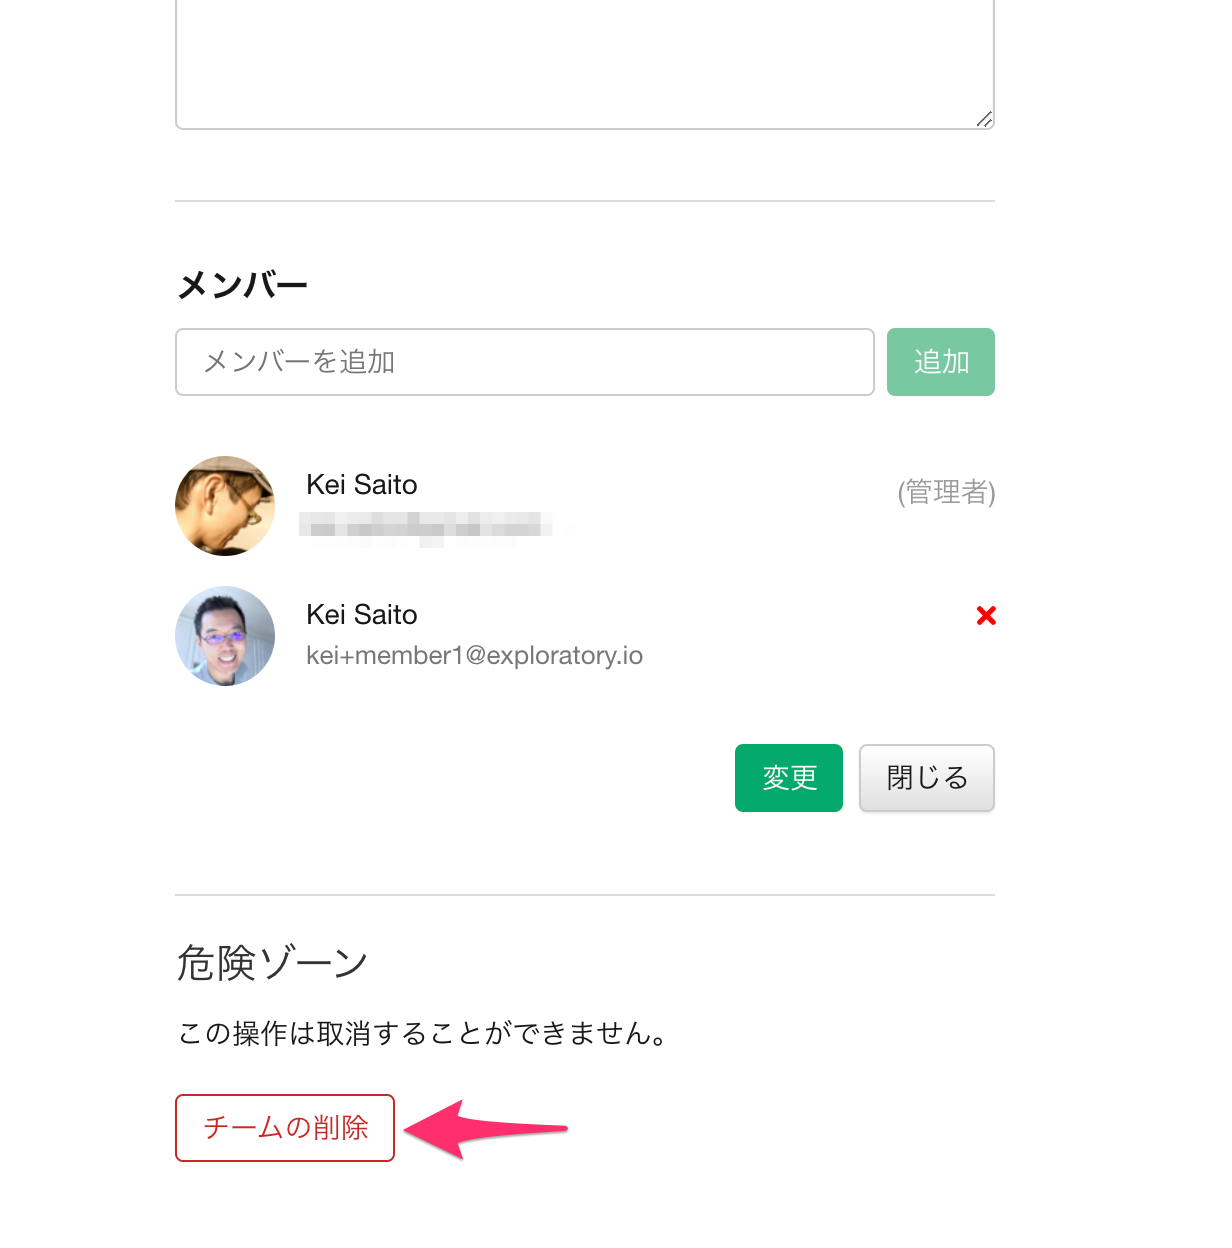 メンバー
メンバーを追加
追加
Kei Saito
(管理者)
Kei Saito
kei+member1@exploratory.io
変更
閉じる
危険ゾーン
この操作は取消することができません。
チームの削除